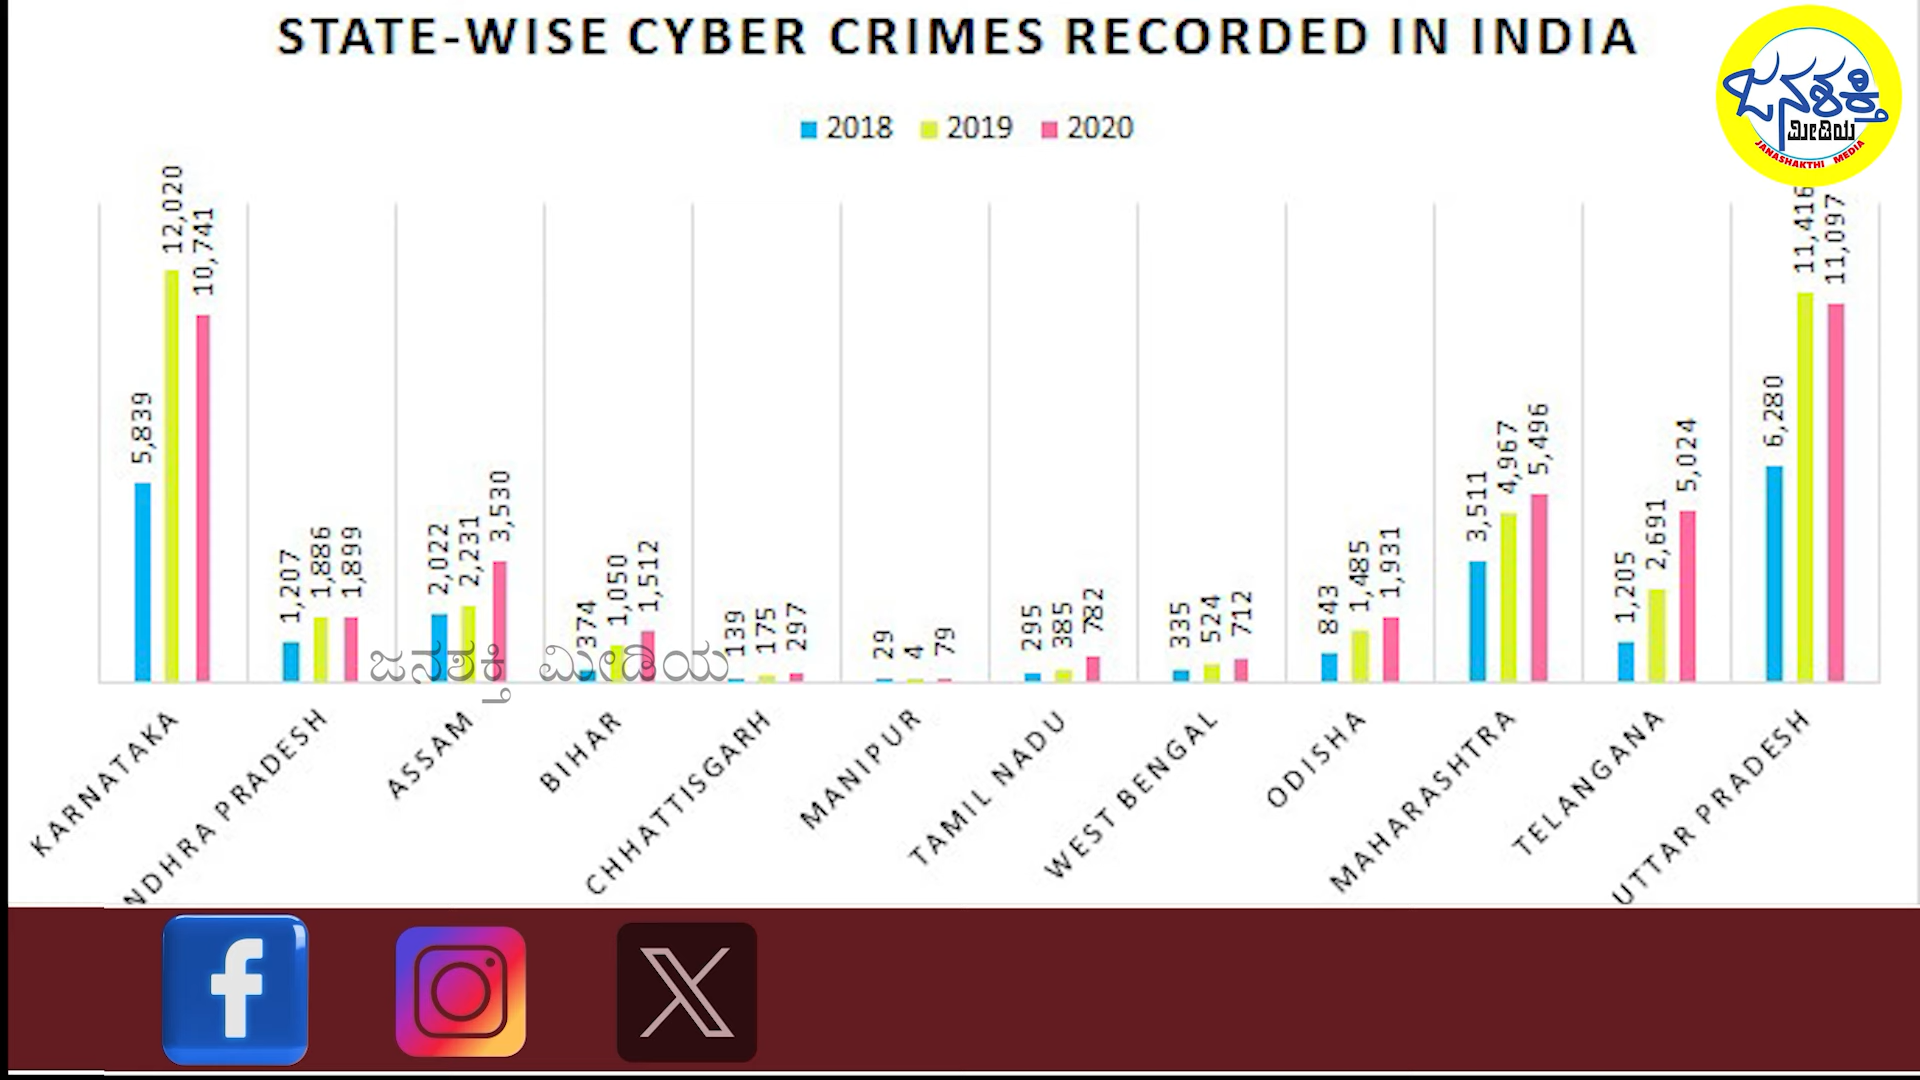 STATE-WISE CYBER CRIMES RECORDED IN INDIA
ಜನಶಕ್ತಿ
ಮೀಡಿಯ
JANASHAKTHI MEDIA
2018 2019 2020
5,839 12,020 10,741
1,207 1,886 1,899
2,022 2,231 3,530
374 1,050 1,512
139 175 297
29 4 79
295 385 782
335 524 712
843 1,485 1,931
3,511 4,967 5,496
1,205 2,691 5,024
6,280 11,416 11,097
ಜನಶಕ್ತಿ ಮೀಡಿಯ
KARNATAKA
NDHRA PRADESH
ASSAM
BIHAR
CHHATTISGARH
MANIPUR
TAMIL NADU
WEST BENGAL
ODISHA
MAHARASHTRA
TELANGANA
UTTAR PRADESH